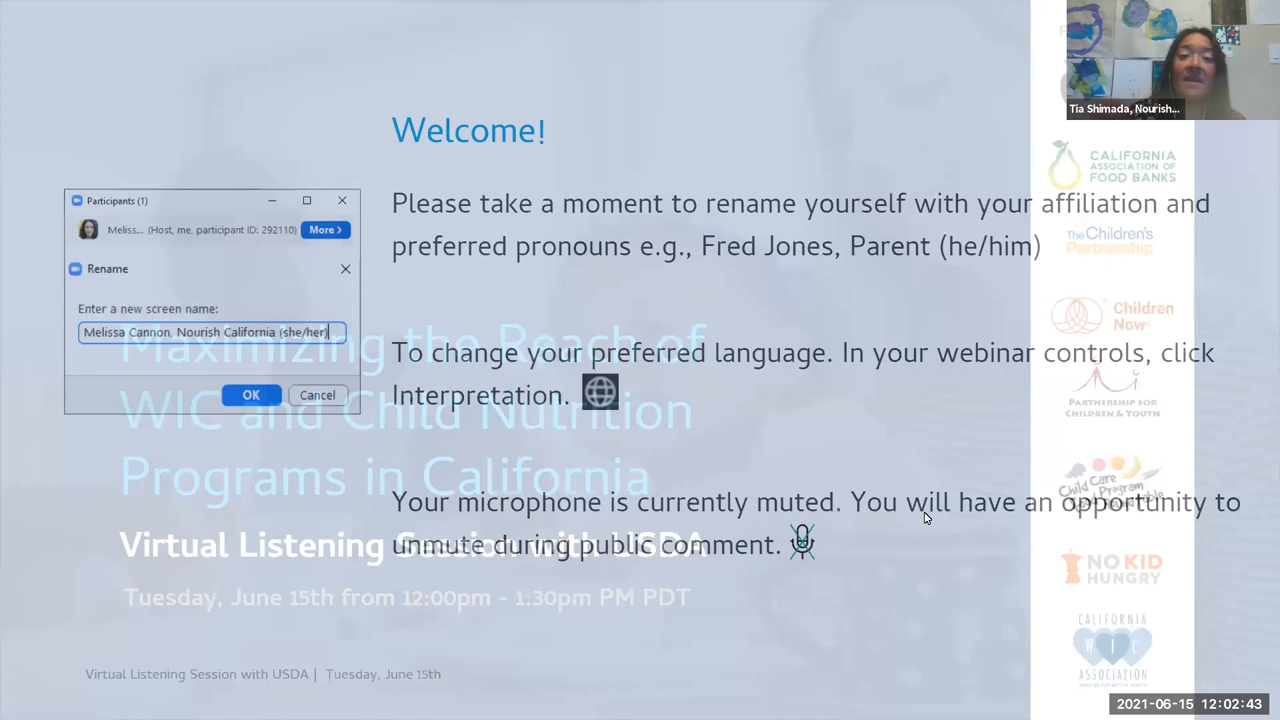 Welcome!
Please take a moment to rename yourself with your affiliation and
preferred pronouns e.g., Fred Jones, Parent (he/him)
To change your preferred language. In your webinar controls, click
Interpretation.
Your microphone is currently muted. You will have an opportunity to
unmute during public comment.
Participants (1)
Meliss... (Host, me, participant ID: 292110)
More >
Rename
Enter a new screen name:
Melissa Cannon, Nourish California (she/her)
OK
Cancel
Maximizing the Reach of
WIC and Child Nutrition
Programs in California
Virtual Listening Session with USDA
Tuesday, June 15th from 12:00pm - 1:30pm PM PDT
Virtual Listening Session with USDA | Tuesday, June 15th
Tia Shimada, Nourish...
CALIFORNIA
ASSOCIATION OF
FOOD BANKS
The Children's
Partnership
Children
Now
PARTNERSHIP FOR
CHILDREN & YOUTH
Child Care
Food Program
Roundtable
NO KID
HUNGRY
CALIFORNIA
WIC
ASSOCIATION
2021-06-15 12:02:43